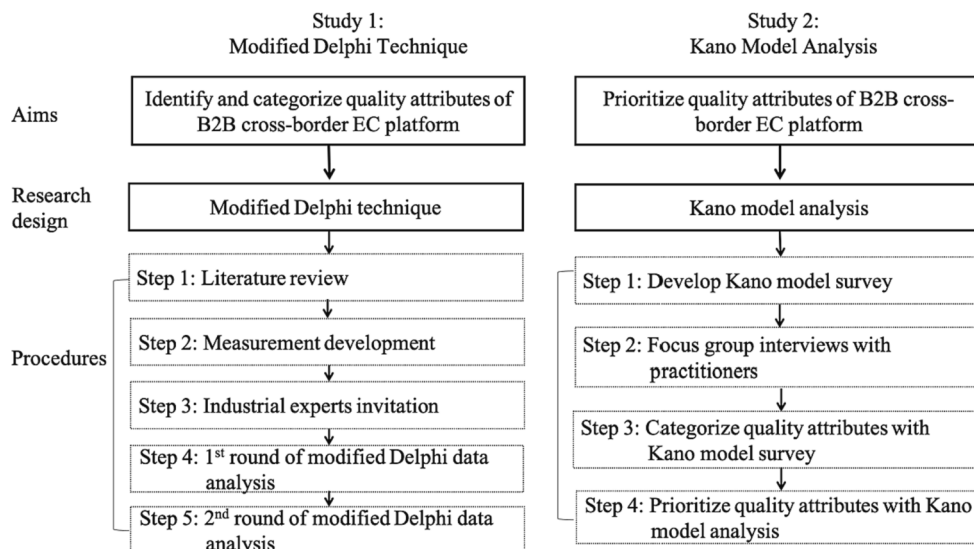 Study 1:
Modified Delphi Technique
Study 2:
Kano Model Analysis
Aims
Identify and categorize quality attributes of
B2B cross-border EC platform
Prioritize quality attributes of B2B cross-
border EC platform
Research
design
Modified Delphi technique
Kano model analysis
Procedures
Step 1: Literature review
Step 2: Measurement development
Step 3: Industrial experts invitation
Step 4: 1st round of modified Delphi data
analysis
Step 5: 2nd round of modified Delphi data
analysis
Step 1: Develop Kano model survey
Step 2: Focus group interviews with
practitioners
Step 3: Categorize quality attributes with
Kano model survey
Step 4: Prioritize quality attributes with Kano
model analysis